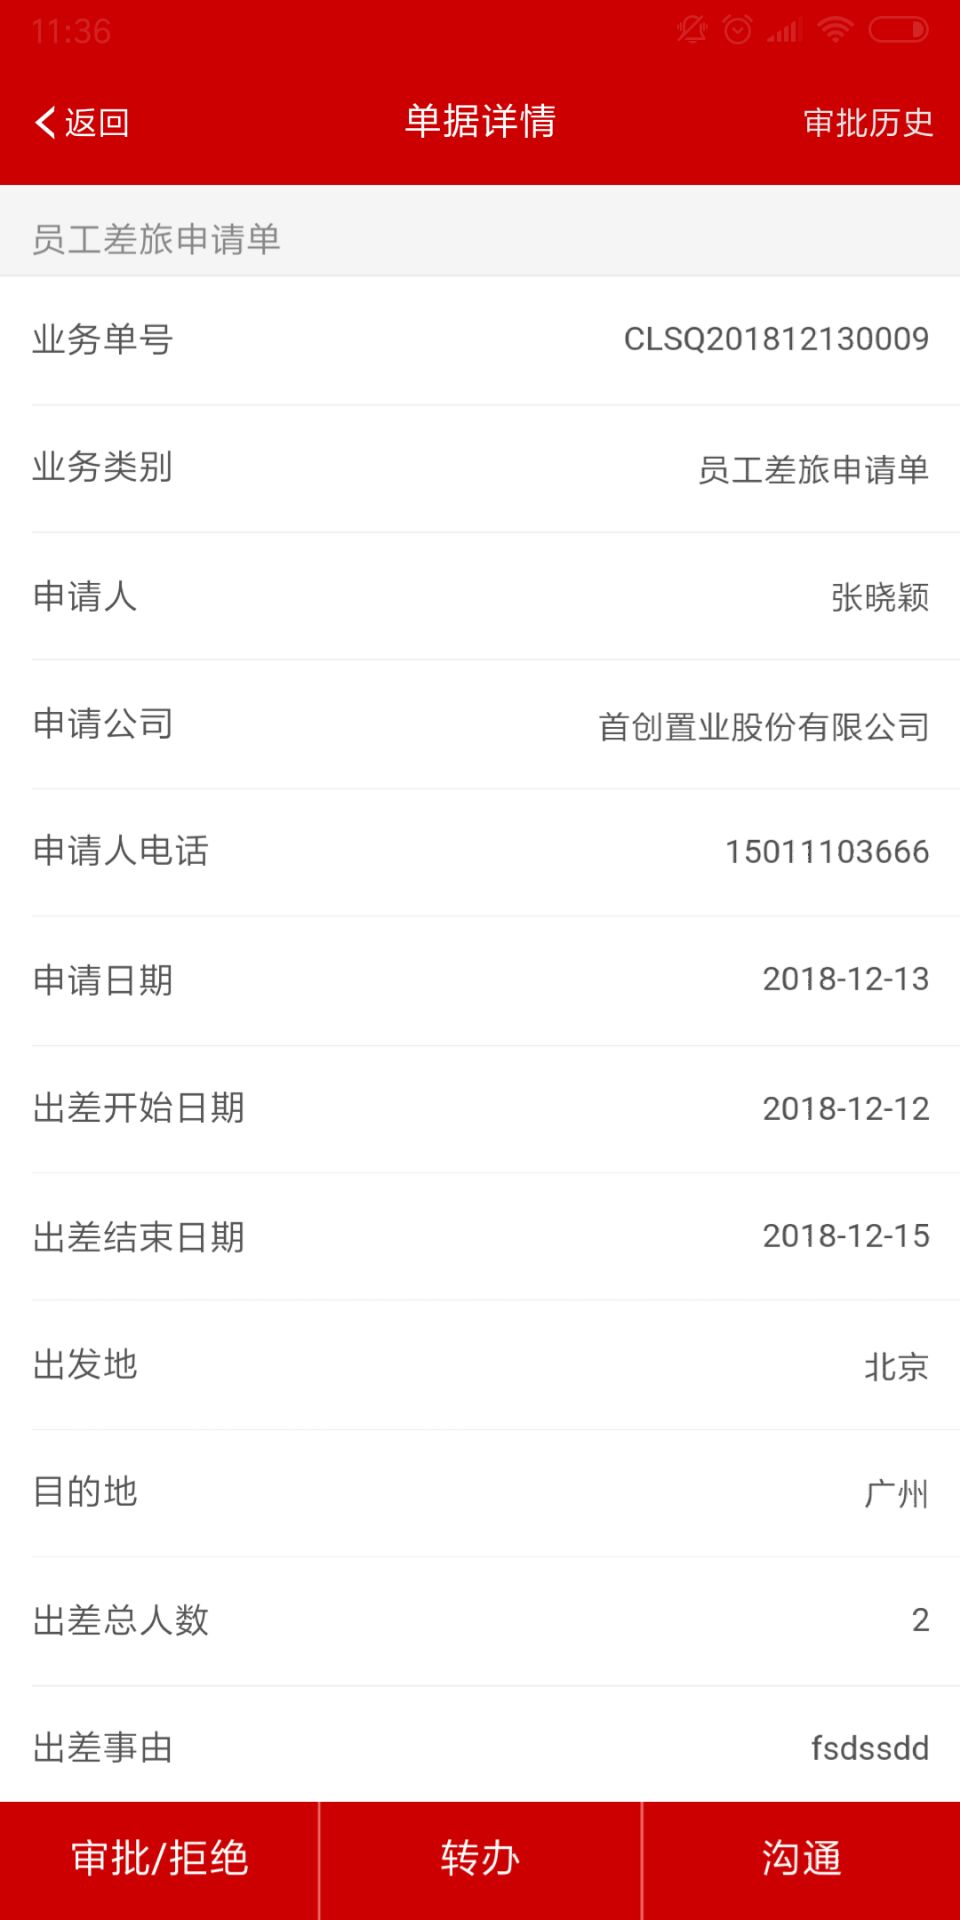 11:36
返回 单据详情 审批历史
员工差旅申请单
业务单号 CLSQ201812130009
业务类别 员工差旅申请单
申请人 张晓颖
申请公司 首创置业股份有限公司
申请人电话 15011103666
申请日期 2018-12-13
出差开始日期 2018-12-12
出差结束日期 2018-12-15
出发地 北京
目的地 广州
出差总人数 2
出差事由 fsdssdd
审批/拒绝 转办 沟通